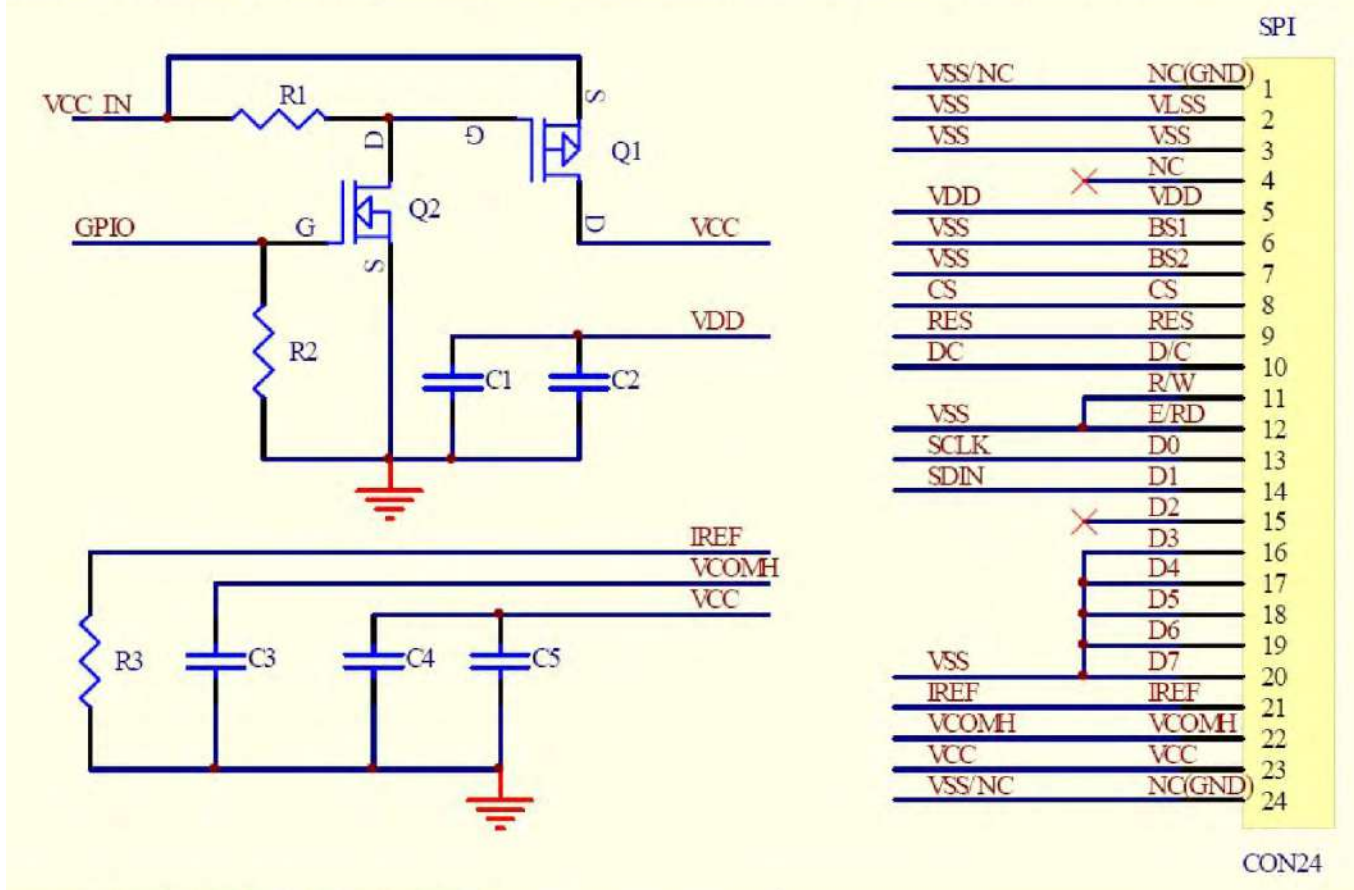 SPI
VCC IN
R1
D
G
S
Q1
D
VCC
GPIO
G
Q2
S
R2
VDD
C1
C2
IREF
VCOMH
VCC
R3
C3
C4
C5
VSS/NC NC(GND) 1
VSS VLSS 2
VSS VSS 3
NC 4
VDD VDD 5
VSS BS1 6
VSS BS2 7
CS CS 8
RES RES 9
DC D/C 10
R/W 11
VSS E/RD 12
SCLK D0 13
SDIN D1 14
D2 15
D3 16
D4 17
D5 18
D6 19
VSS D7 20
IREF IREF 21
VCOMH VCOMH 22
VCC VCC 23
VSS/NC NC(GND) 24
CON24